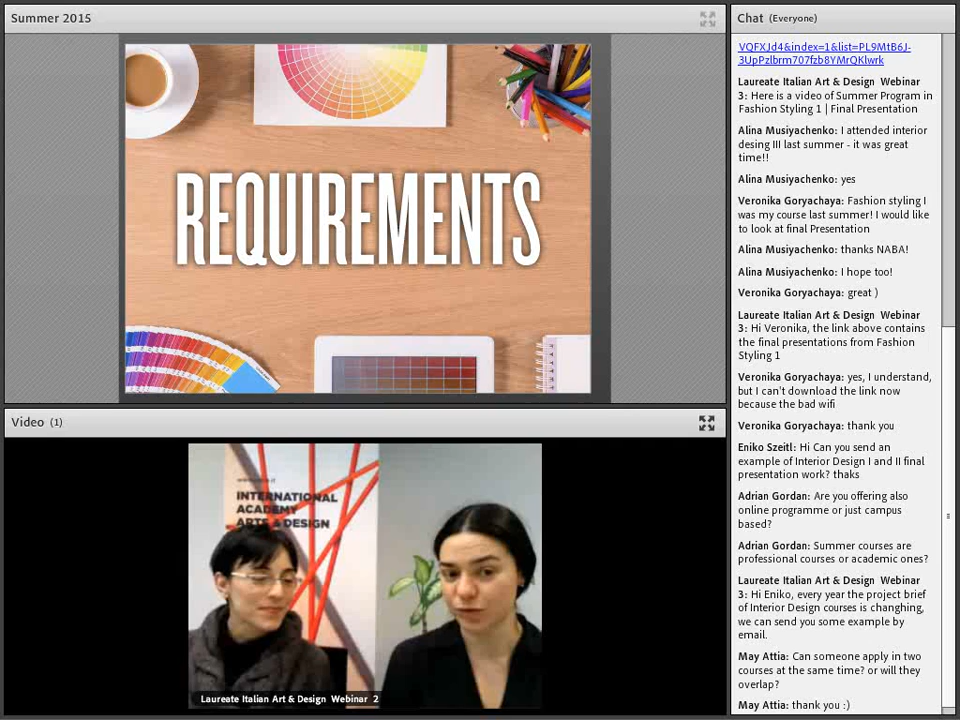 Summer 2015
REQUIREMENTS
Video (1)
INTERNATIONAL
ACADEMY
ARTS & DESIGN
Laureate Italian Art & Design Webinar 2
Chat (Everyone)
VQFXJd4&index=1&list=PL9MtB6J-
3UpPzlbrm707fzb8YMrQKlwrk
Laureate Italian Art & Design Webinar
3: Here is a video of Summer Program in
Fashion Styling 1 | Final Presentation
Alina Musiyachenko: I attended interior
desing III last summer - it was great
time!!
Alina Musiyachenko: yes
Veronika Goryachaya: Fashion styling I
was my course last summer! I would like
to look at final Presentation
Alina Musiyachenko: thanks NABA!
Alina Musiyachenko: I hope too!
Veronika Goryachaya: great )
Laureate Italian Art & Design Webinar
3: Hi Veronika, the link above contains
the final presentations from Fashion
Styling 1
Veronika Goryachaya: yes, I understand,
but I can't download the link now
because the bad wifi
Veronika Goryachaya: thank you
Eniko Szeitl: Hi Can you send an
example of Interior Design I and II final
presentation work? thaks
Adrian Gordan: Are you offering also
online programme or just campus
based?
Adrian Gordan: Summer courses are
professional courses or academic ones?
Laureate Italian Art & Design Webinar
3: Hi Eniko, every year the project brief
of Interior Design courses is changhing,
we can send you some example by
email.
May Attia: Can someone apply in two
courses at the same time? or will they
overlap?
May Attia: thank you :)